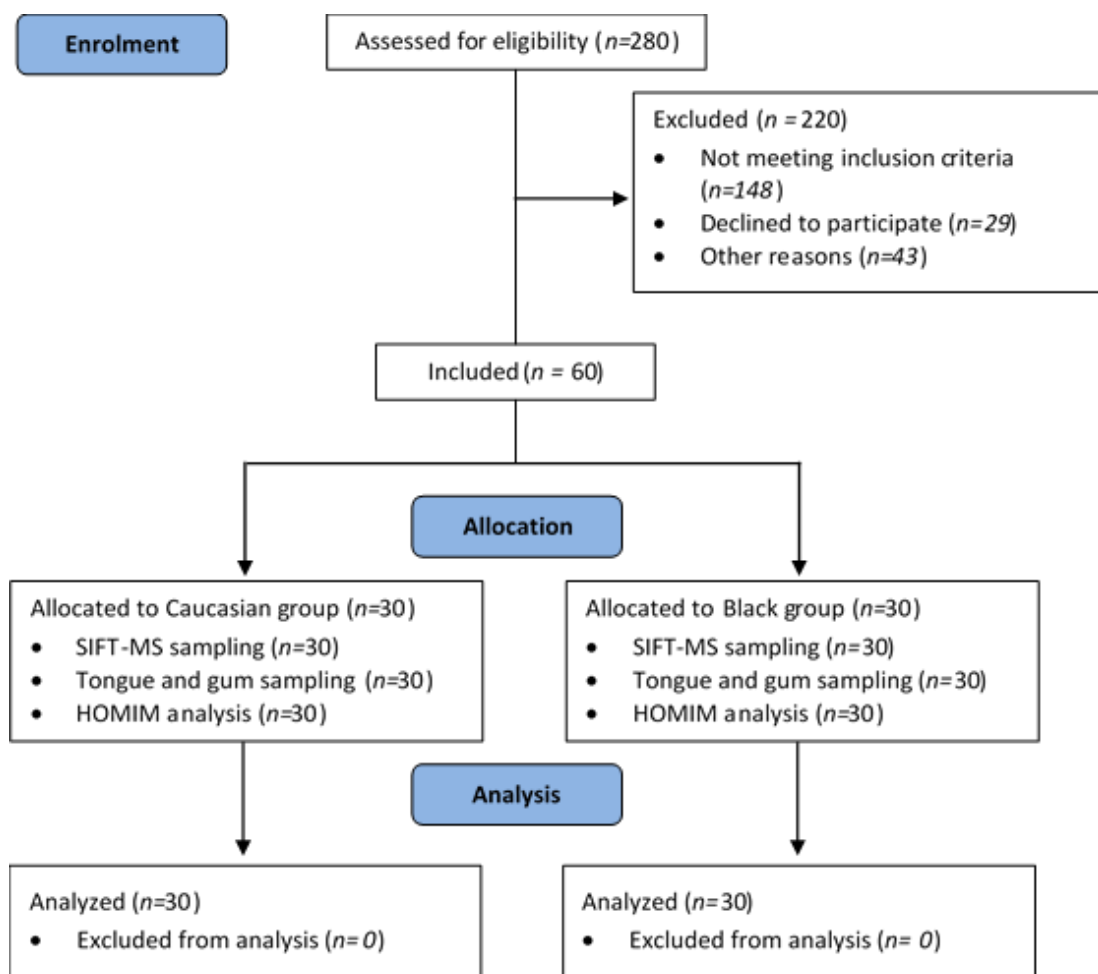 Enrolment
Assessed for eligibility (n=280)
Excluded (n = 220)
• Not meeting inclusion criteria
(n=148)
• Declined to participate (n=29)
• Other reasons (n=43)
Included (n = 60)
Allocation
Allocated to Caucasian group (n=30)
• SIFT-MS sampling (n=30)
• Tongue and gum sampling (n=30)
• HOMIM analysis (n=30)
Allocated to Black group (n=30)
• SIFT-MS sampling (n=30)
• Tongue and gum sampling (n=30)
• HOMIM analysis (n=30)
Analysis
Analyzed (n=30)
• Excluded from analysis (n= 0)
Analyzed (n=30)
• Excluded from analysis (n= 0)